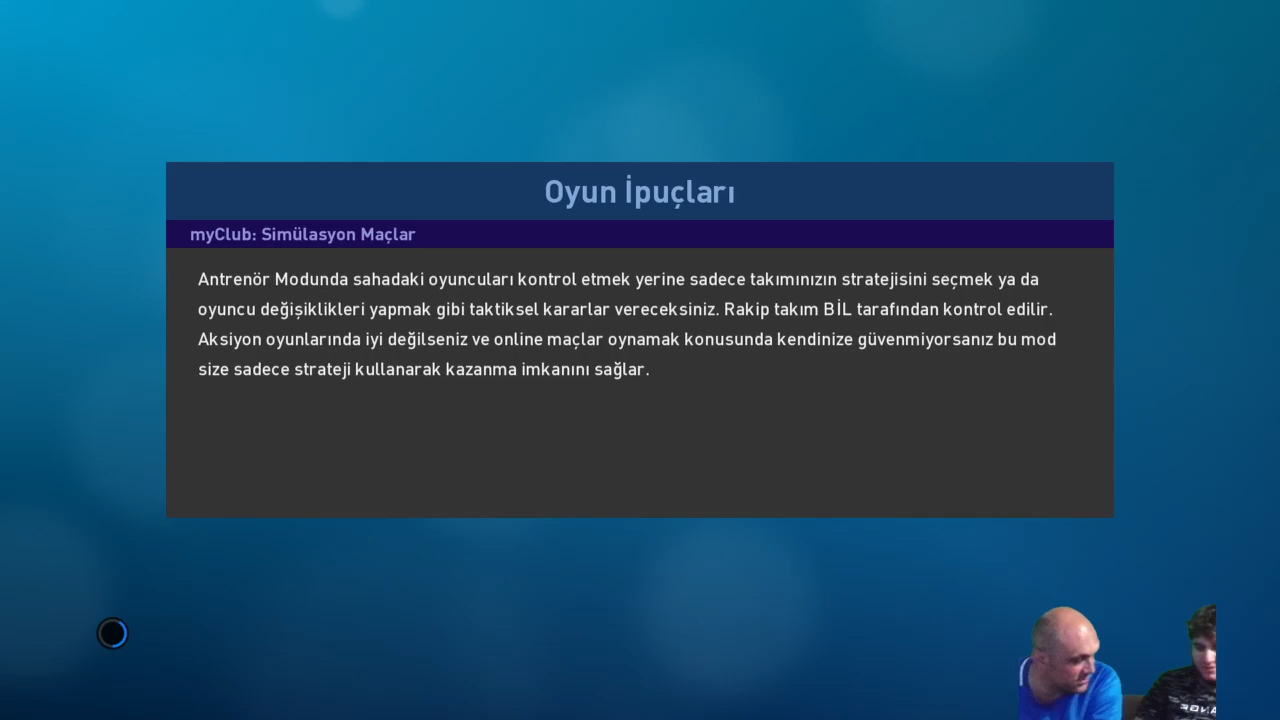 Oyun İpuçları
myClub: Simülasyon Maçlar
Antrenör Modunda sahadaki oyuncuları kontrol etmek yerine sadece takımınızın stratejisini seçmek ya da
oyuncu değişiklikleri yapmak gibi taktiksel kararlar vereceksiniz. Rakip takım BİL tarafından kontrol edilir.
Aksiyon oyunlarında iyi değilseniz ve online maçlar oynamak konusunda kendinize güvenmiyorsanız bu mod
size sadece strateji kullanarak kazanma imkanını sağlar.